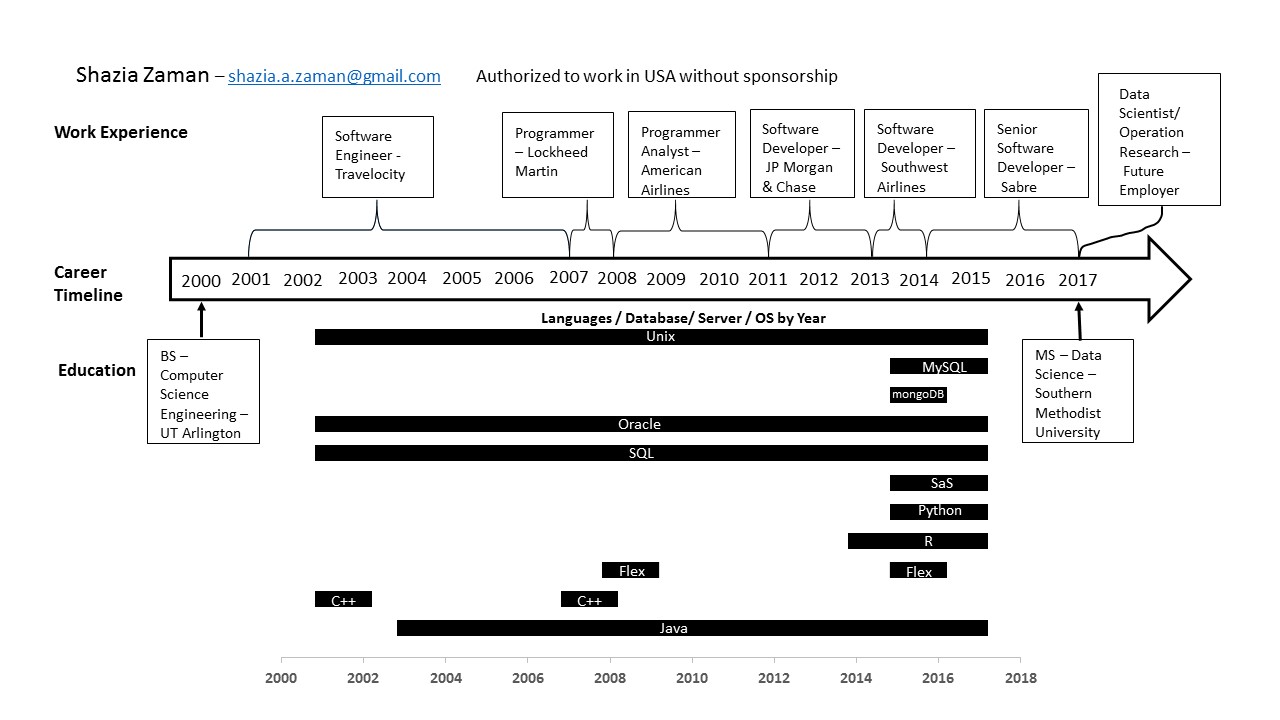 Shazia Zaman – shazia.a.zaman@gmail.com Authorized to work in USA without sponsorship
Work Experience
Software
Engineer -
Travelocity
Programmer
– Lockheed
Martin
Programmer
Analyst –
American
Airlines
Software
Developer –
JP Morgan
& Chase
Software
Developer –
Southwest
Airlines
Senior
Software
Developer –
Sabre
Data
Scientist/
Operation
Research –
Future
Employer
Career
Timeline
2000 2001 2002 2003 2004 2005 2006 2007 2008 2009 2010 2011 2012 2013 2014 2015 2016 2017
Education
BS –
Computer
Science
Engineering –
UT Arlington
MS – Data
Science –
Southern
Methodist
University
Languages / Database/ Server / OS by Year
Unix
MySQL
mongoDB
Oracle
SQL
SaS
Python
R
Flex Flex
C++ C++
Java
2000 2002 2004 2006 2008 2010 2012 2014 2016 2018